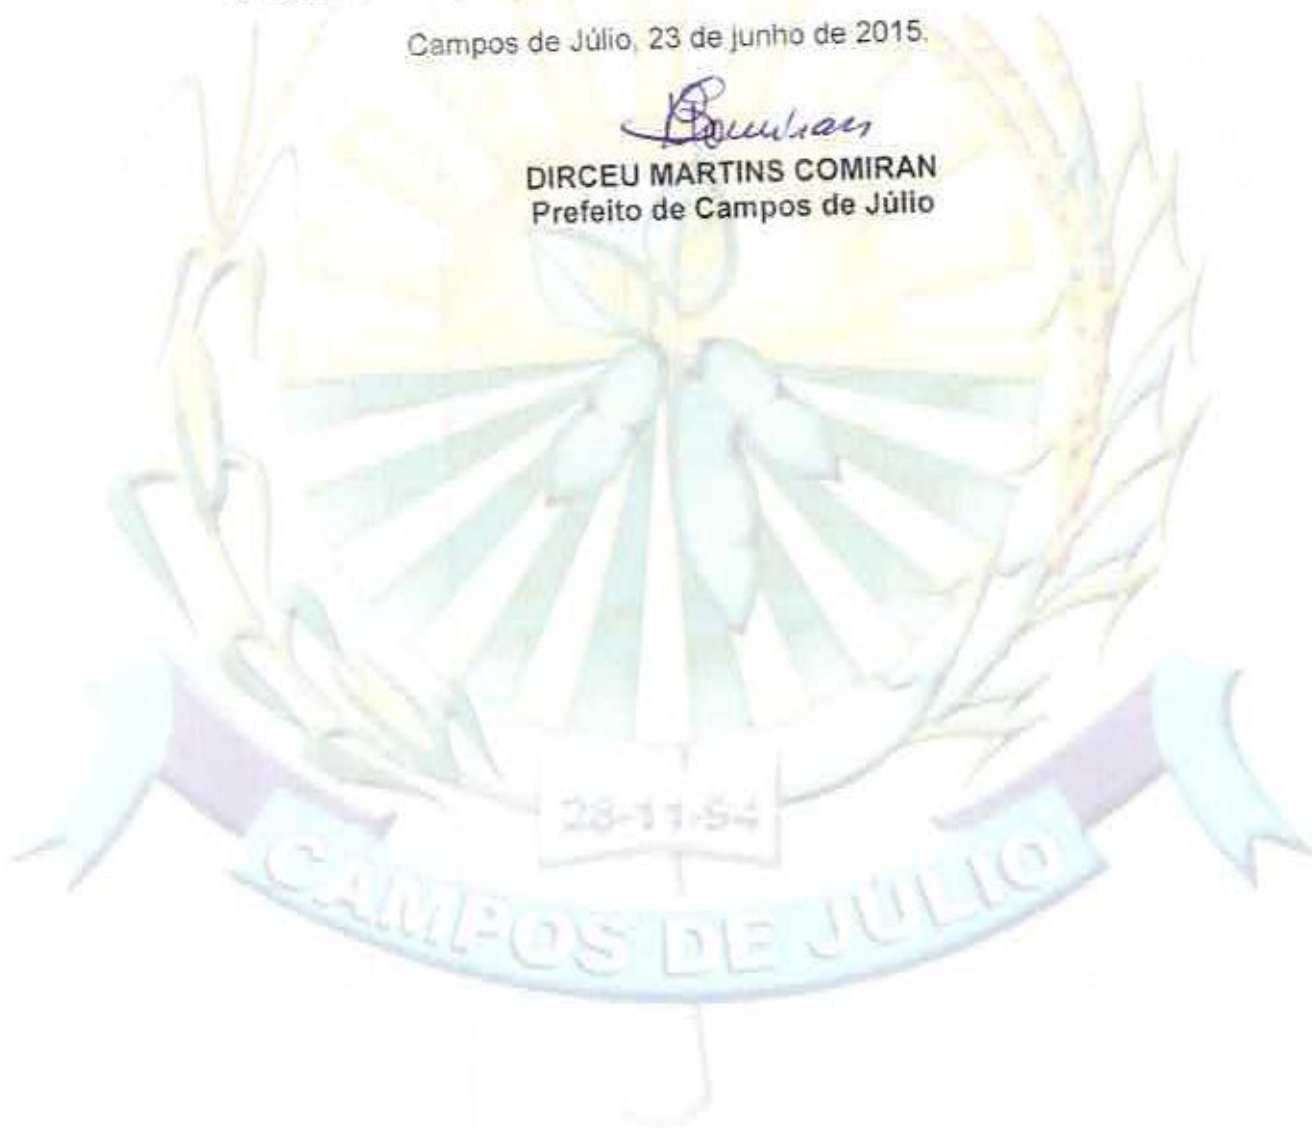 Campos de Júlio, 23 de junho de 2015.
DIRCEU MARTINS COMIRAN
Prefeito de Campos de Júlio
28-11-94
CAMPOS DE JÚLIO